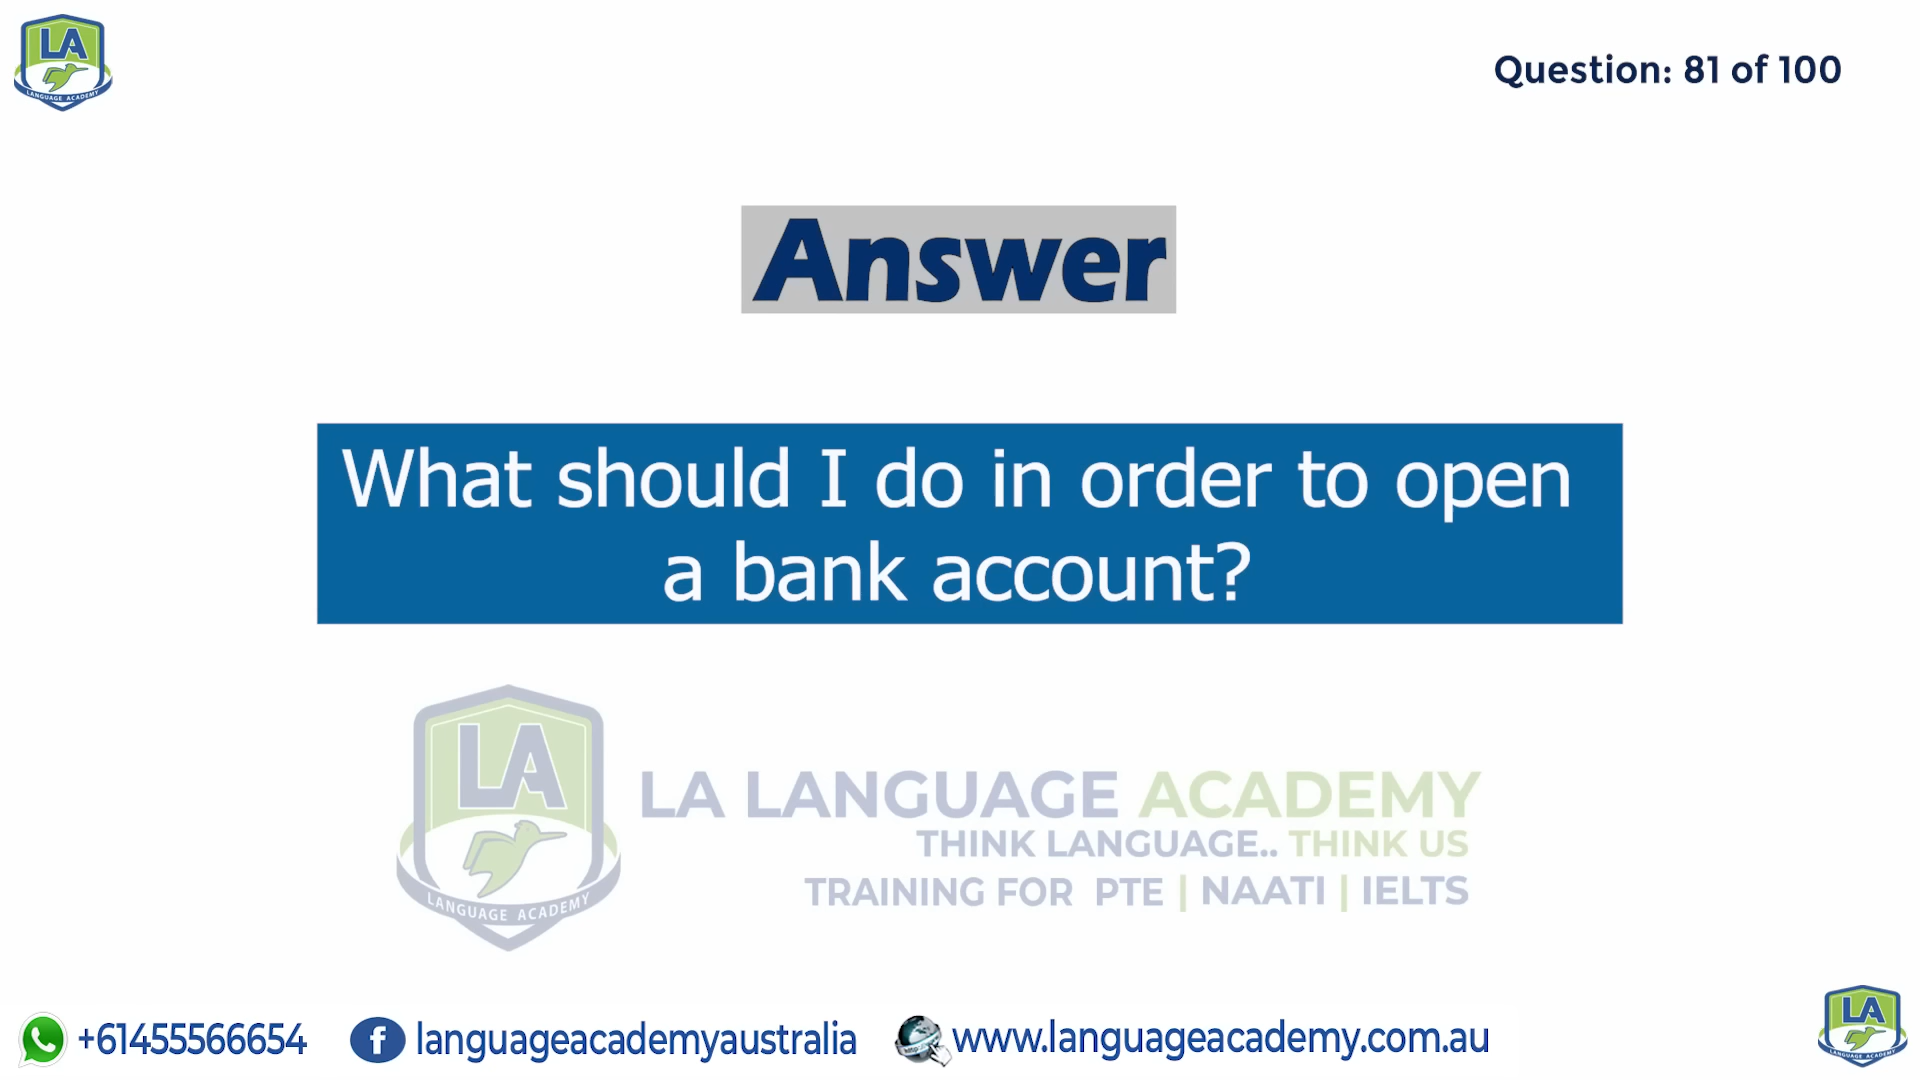 LA
LANGUAGE ACADEMY
Question: 81 of 100
Answer
What should I do in order to open
a bank account?
LA
LANGUAGE ACADEMY
LA LANGUAGE ACADEMY
THINK LANGUAGE.. THINK US
TRAINING FOR PTE | NAATI | IELTS
+61455566654
languageacademyaustralia
www.languageacademy.com.au
LA
LANGUAGE ACADEMY